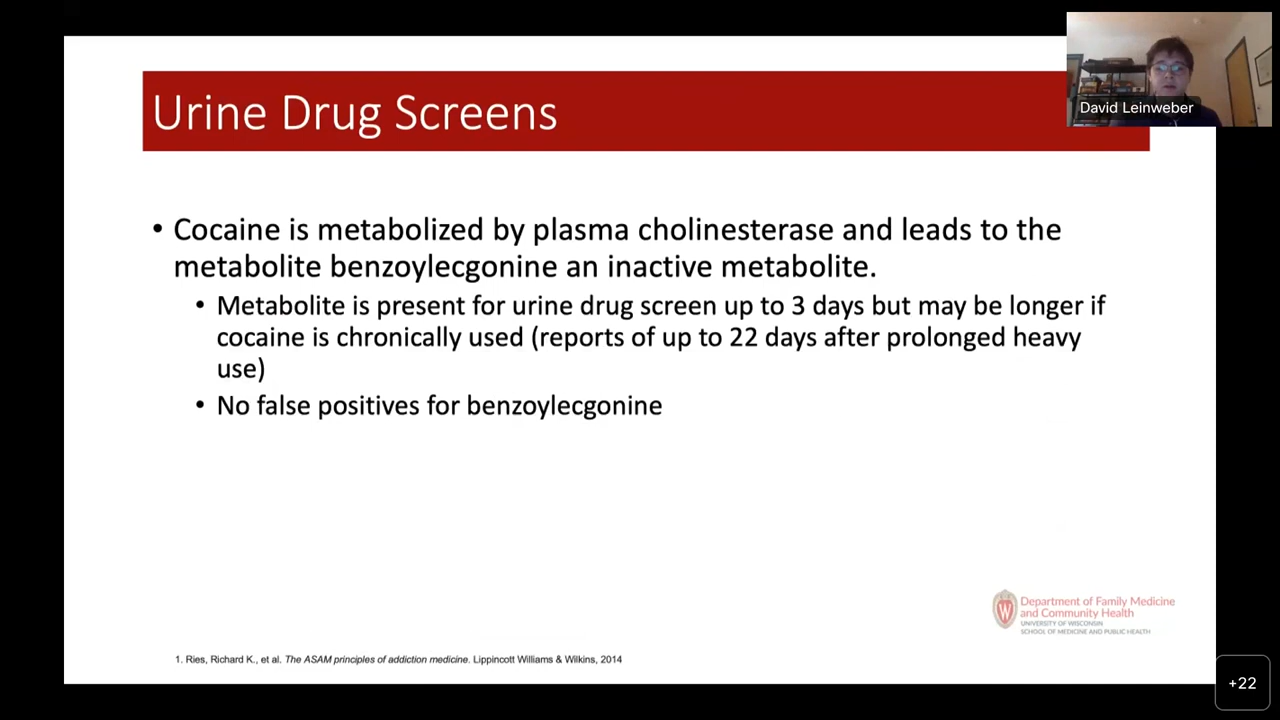 Urine Drug Screens
David Leinweber
• Cocaine is metabolized by plasma cholinesterase and leads to the
metabolite benzoylecgonine an inactive metabolite.
• Metabolite is present for urine drug screen up to 3 days but may be longer if
cocaine is chronically used (reports of up to 22 days after prolonged heavy
use)
• No false positives for benzoylecgonine
W
Department of Family Medicine
and Community Health
UNIVERSITY OF WISCONSIN
SCHOOL OF MEDICINE AND PUBLIC HEALTH
1. Ries, Richard K., et al. The ASAM principles of addiction medicine. Lippincott Williams & Wilkins, 2014
+22